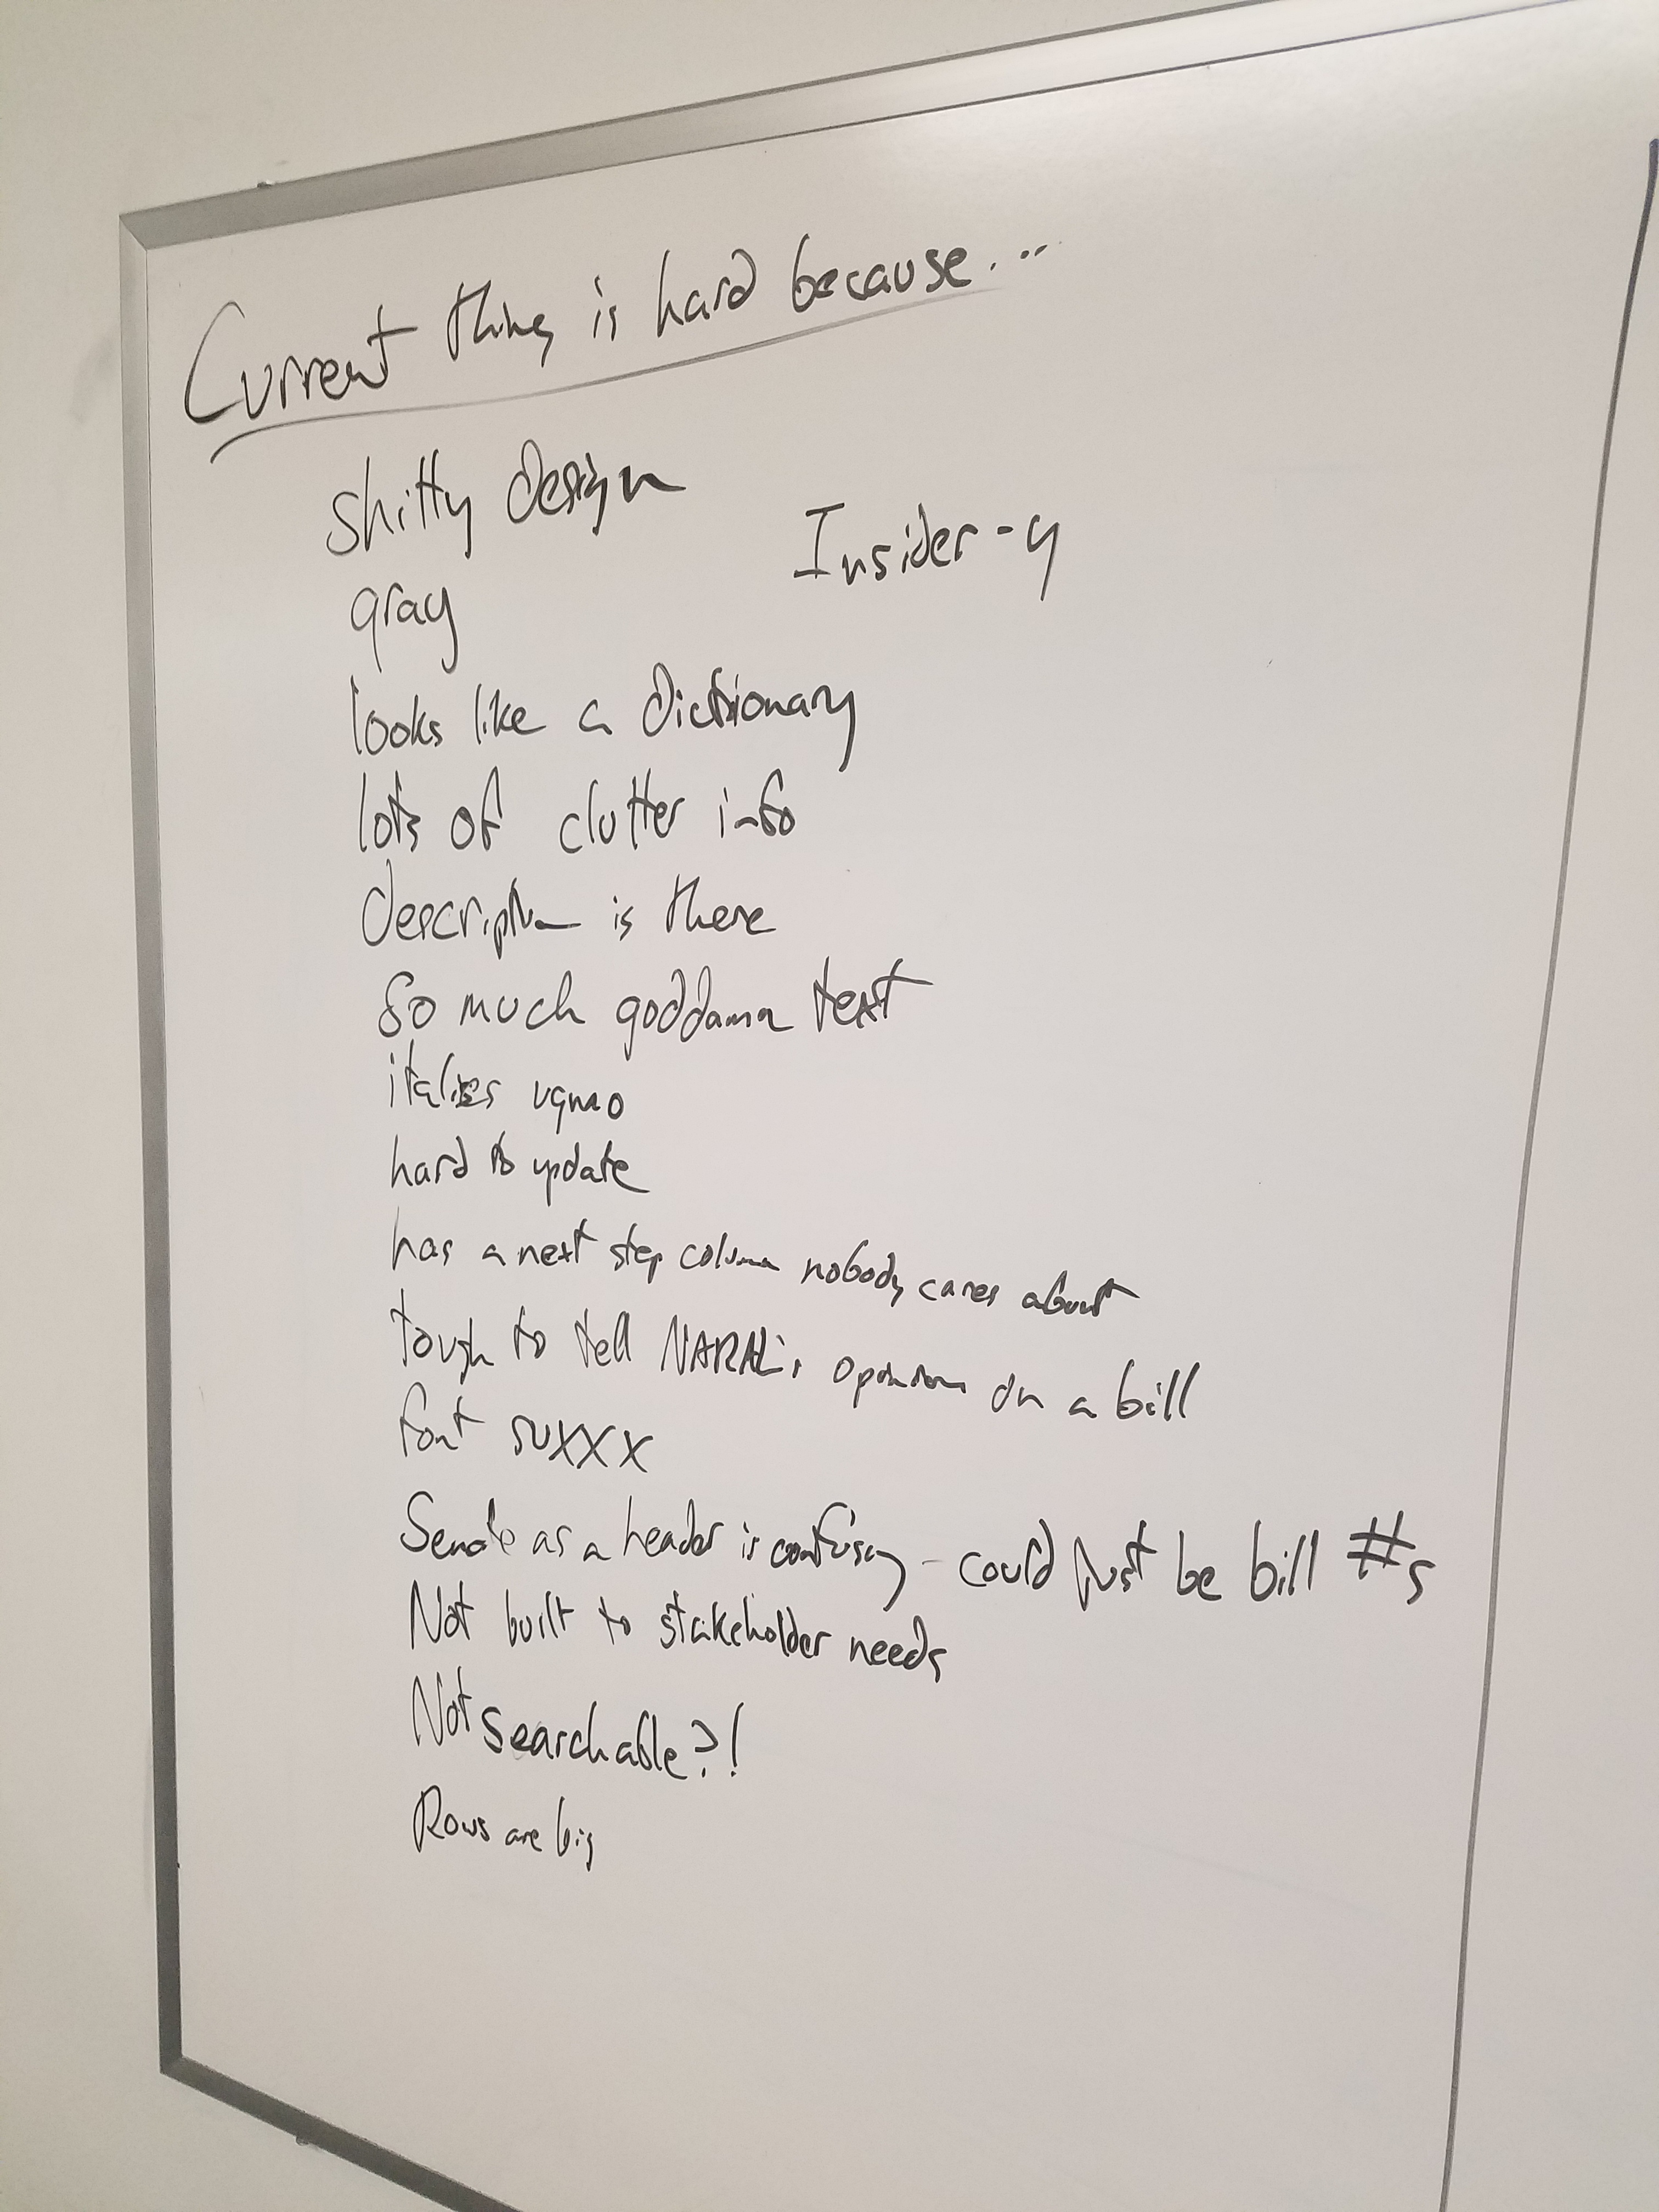 Current thing is hard because...
shitty design
Insider-y
gray
looks like a dictionary
lots of clutter info
description is there
So much goddamn text
italics
hard to update
has a next step column nobody cares about
tough to tell NARAL's opinion on a bill
font suxxx
Senate as a header is confusing - could just be bill #s
Not built to stakeholder needs
Not searchable?!
Rows are big